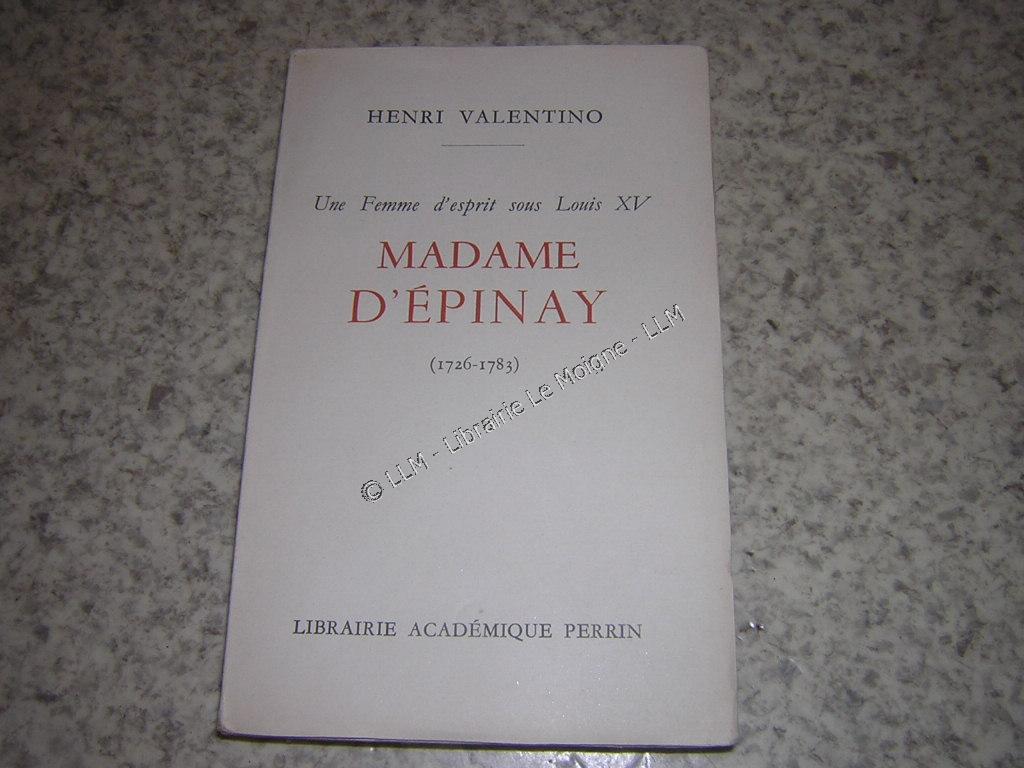 HENRI VALENTINO
Une Femme d'esprit sous Louis XV
MADAME
D'ÉPINAY
(1726-1783)
© LLM - Librairie Le Moigne - LLM
LIBRAIRIE ACADÉMIQUE PERRIN